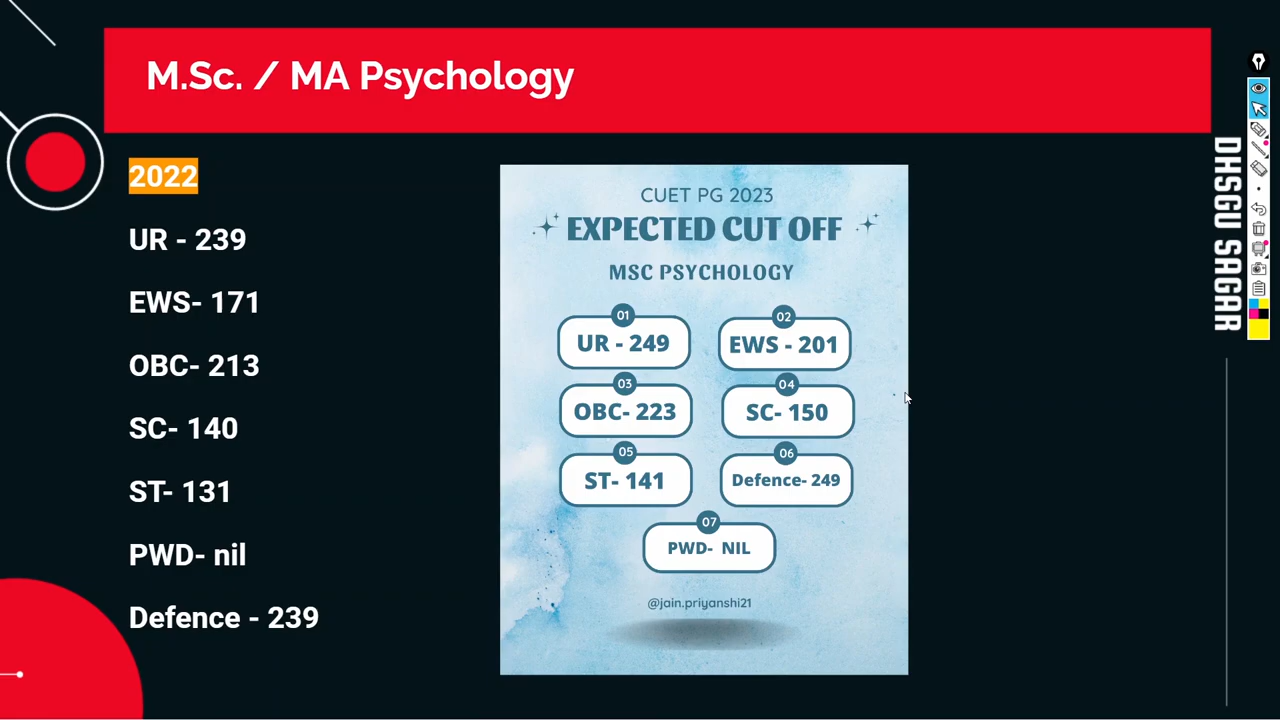 M.Sc. / MA Psychology
2022
UR - 239
EWS- 171
OBC- 213
SC- 140
ST- 131
PWD- nil
Defence - 239
CUET PG 2023
EXPECTED CUT OFF
MSC PSYCHOLOGY
01
UR - 249
02
EWS - 201
03
OBC- 223
04
SC- 150
05
ST- 141
06
Defence- 249
07
PWD- NIL
@jain.priyanshi21
DHSGU SAGAR